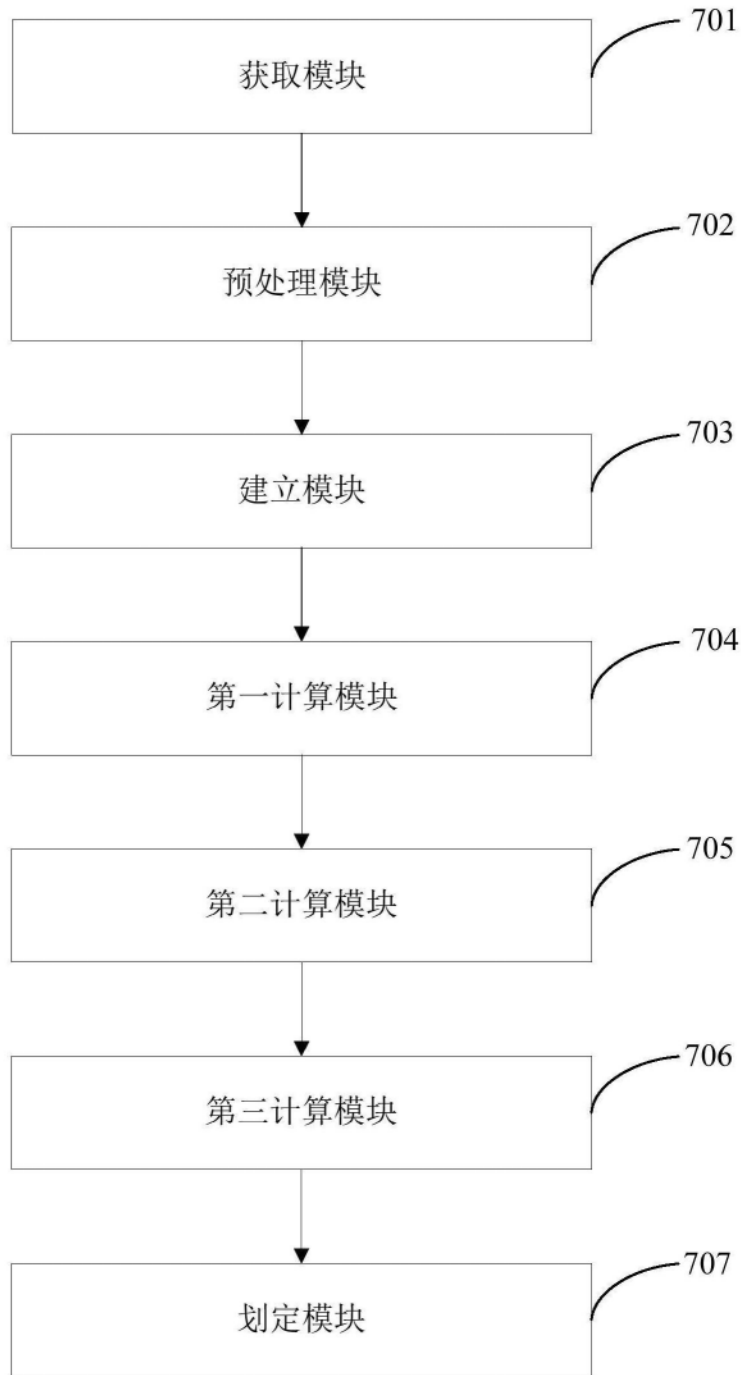 701
获取模块
702
预处理模块
703
建立模块
704
第一计算模块
705
第二计算模块
706
第三计算模块
707
划定模块